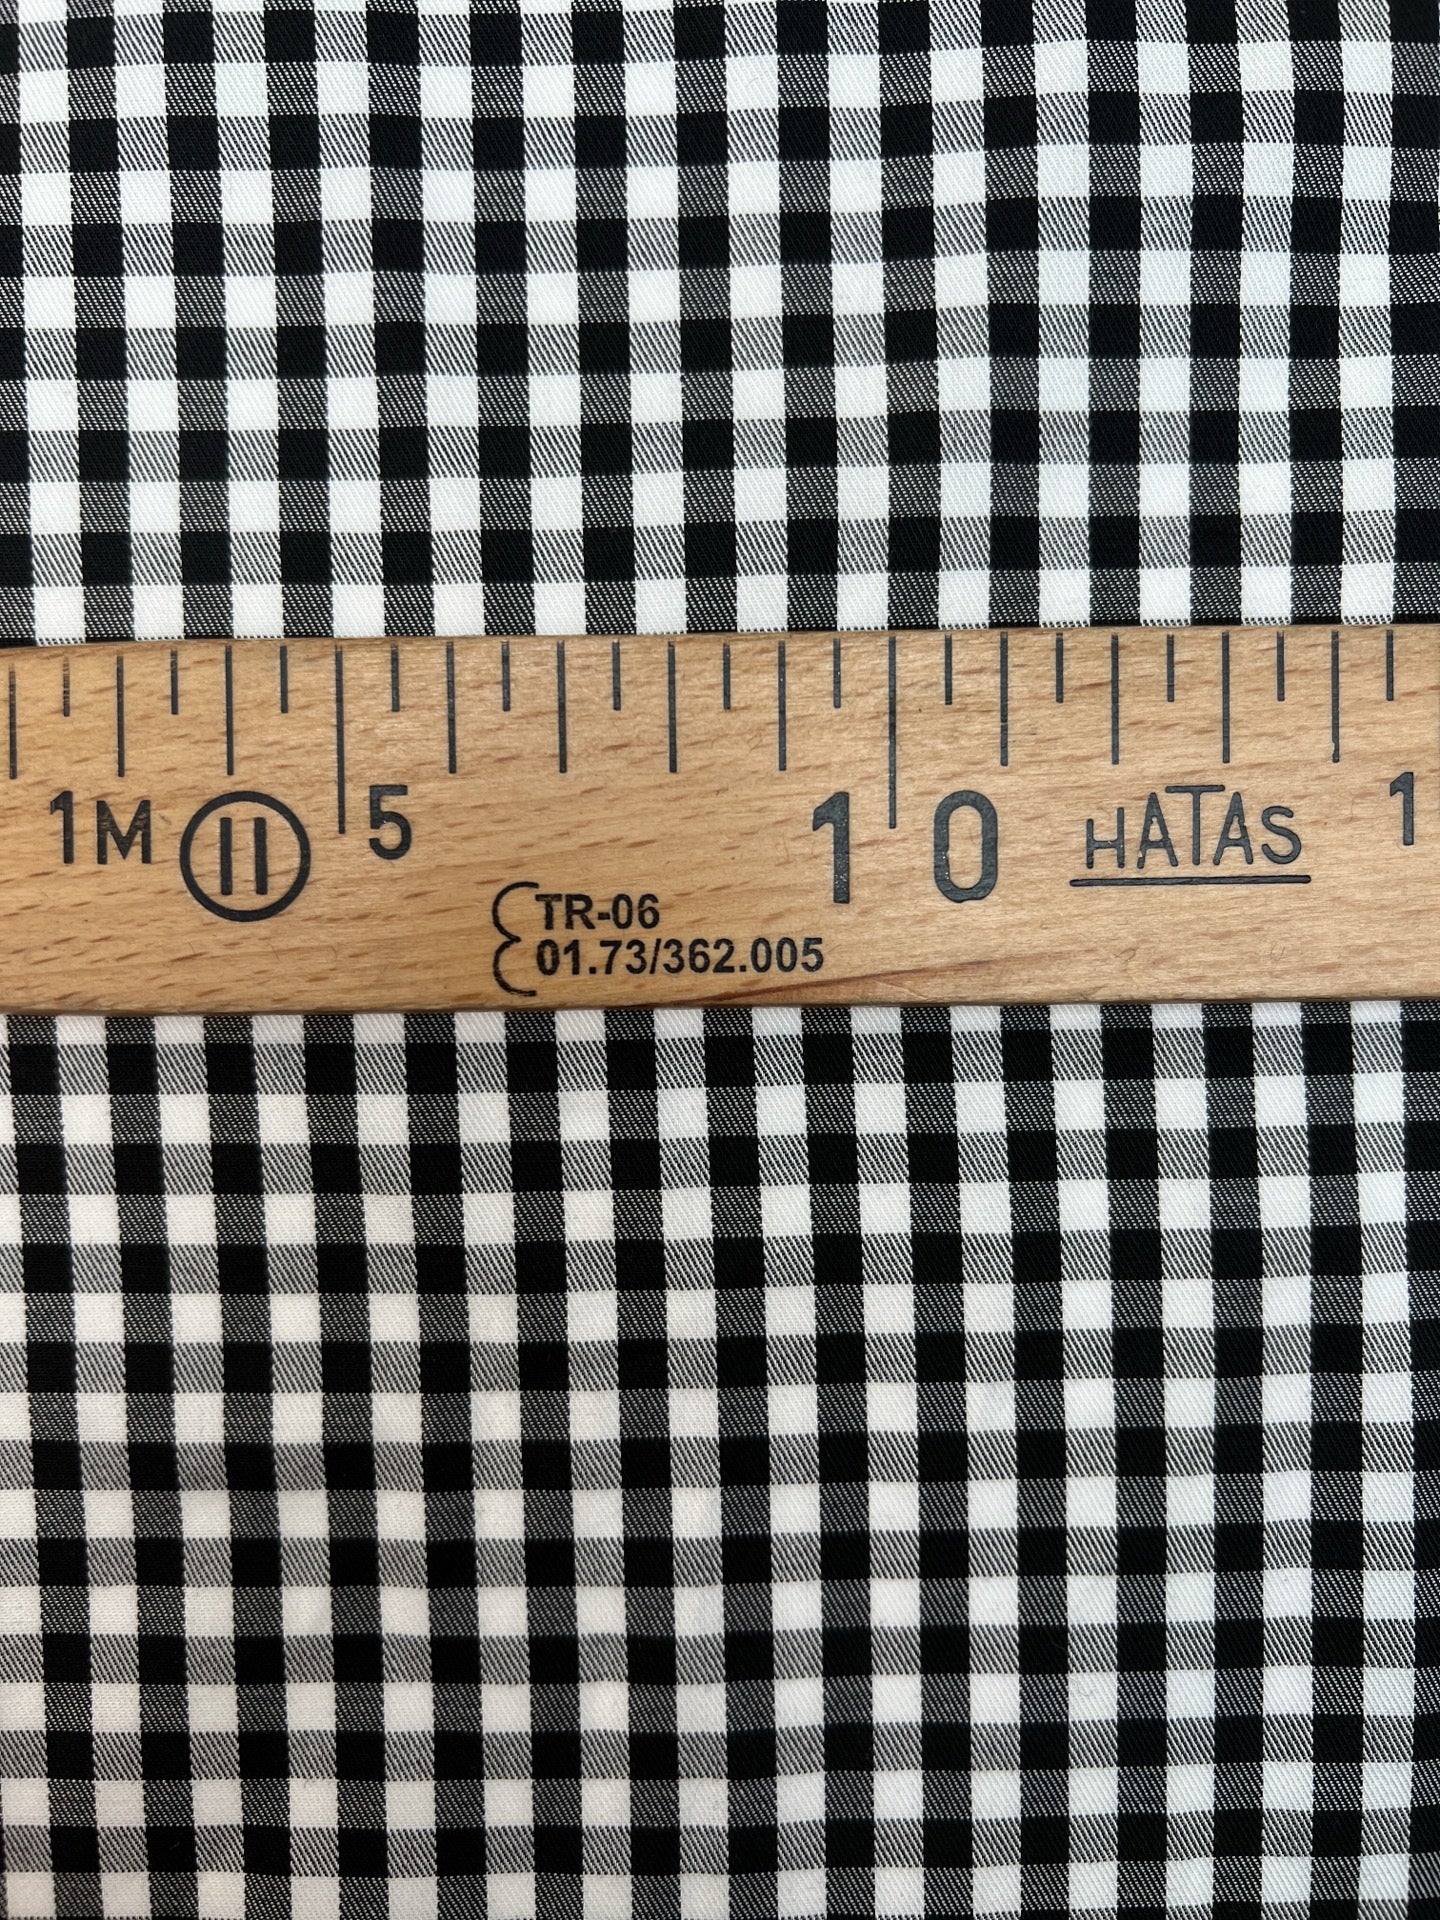 1M II 5 10 HATAS 1
TR-06
01.73/362.005